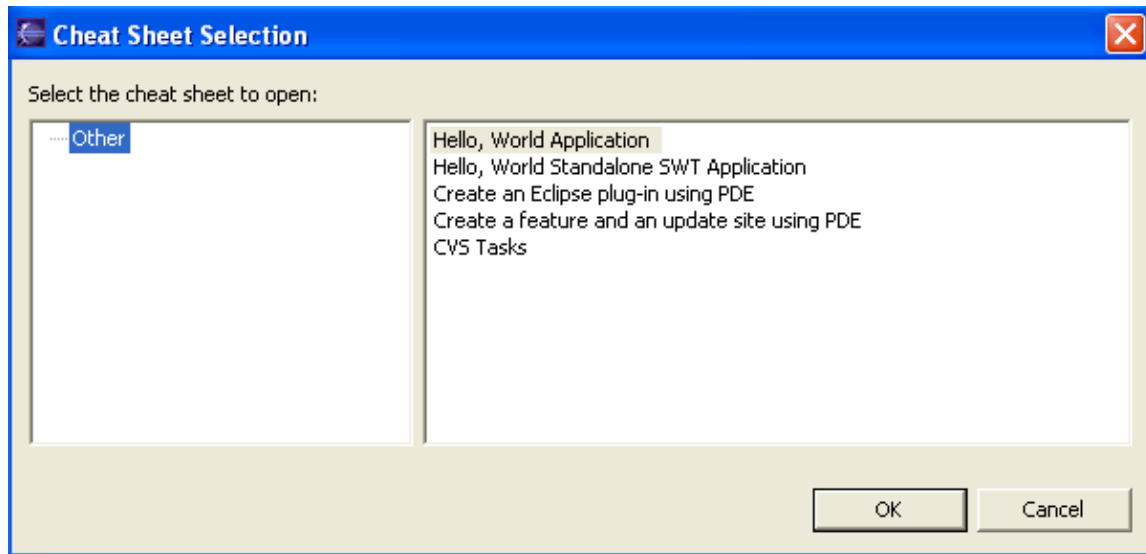 Cheat Sheet Selection
Select the cheat sheet to open:
Other
Hello, World Application
Hello, World Standalone SWT Application
Create an Eclipse plug-in using PDE
Create a feature and an update site using PDE
CVS Tasks
OK
Cancel